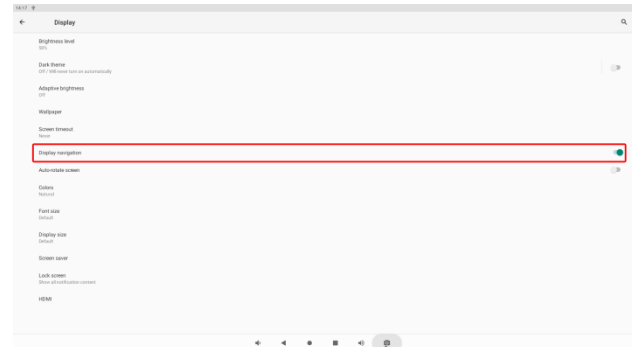 14:17
Display
Brightness level
98%
Dark theme
Off / Will never turn on automatically
Adaptive brightness
Off
Wallpaper
Screen timeout
Never
Display navigation
Auto-rotate screen
Colors
Natural
Font size
Default
Display size
Default
Screen saver
Lock screen
Show all notification content
HDMI